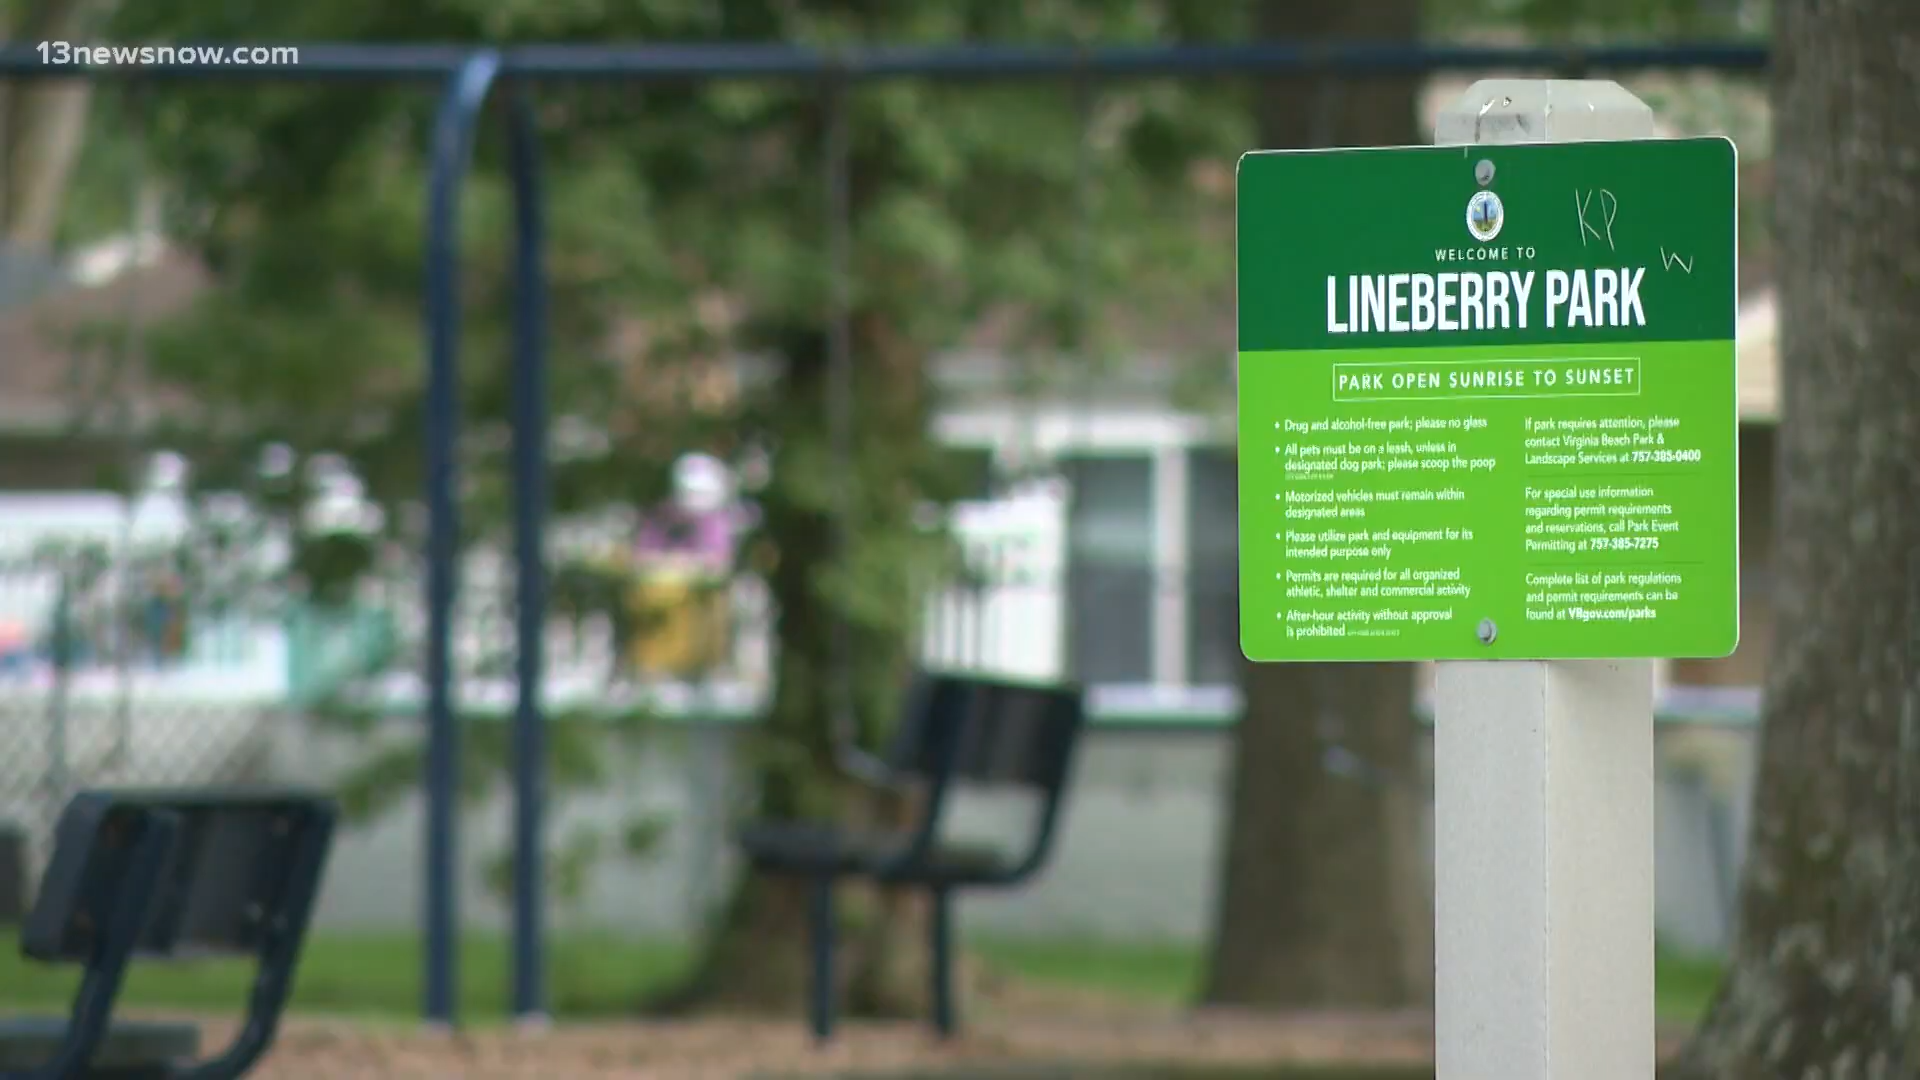 13newsnow.com
KP
W
WELCOME TO
LINEBERRY PARK
PARK OPEN SUNRISE TO SUNSET
• Drug and alcohol-free park; please no glass
• All pets must be on a leash, unless in
designated dog park; please scoop the poop
• Motorized vehicles must remain within
designated areas
• Please utilize park and equipment for its
intended purpose only
• Permits are required for all organized
athletic, shelter and commercial activity
• After-hour activity without approval
is prohibited
If park requires attention, please
contact Virginia Beach Park &
Landscape Services at 757-385-0400
For special use information
regarding permit requirements
and reservations, call Park Event
Permitting at 757-385-7275
Complete list of park regulations
and permit requirements can be
found at VBgov.com/parks